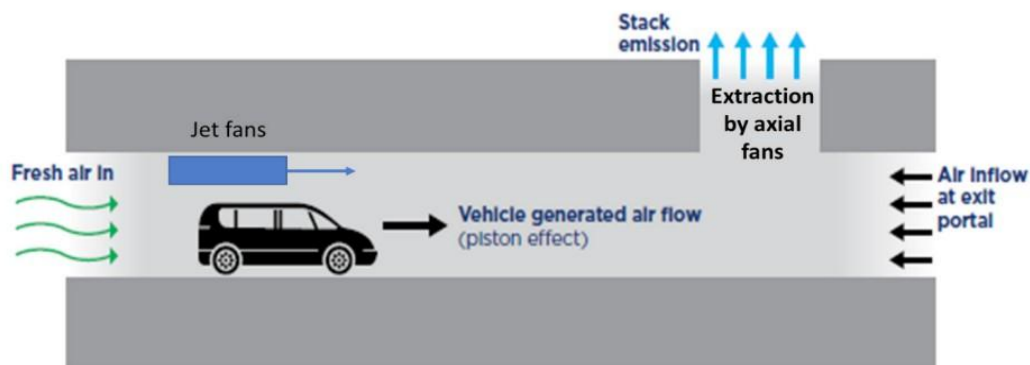 Stack
emission
Extraction
by axial
fans
Jet fans
Fresh air in
Air inflow
at exit
portal
Vehicle generated air flow
(piston effect)